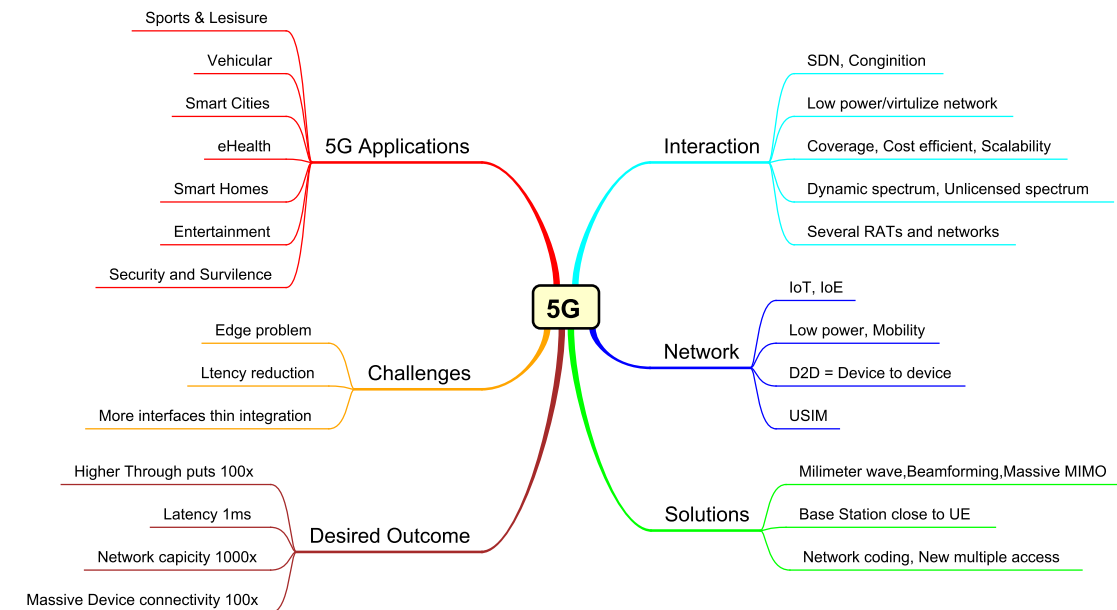 5G
5G Applications
Sports & Lesisure
Vehicular
Smart Cities
eHealth
Smart Homes
Entertainment
Security and Survilence
Challenges
Edge problem
Ltency reduction
More interfaces thin integration
Desired Outcome
Higher Through puts 100x
Latency 1ms
Network capicity 1000x
Massive Device connectivity 100x
Interaction
SDN, Conginition
Low power/virtulize network
Coverage, Cost efficient, Scalability
Dynamic spectrum, Unlicensed spectrum
Several RATs and networks
Network
IoT, IoE
Low power, Mobility
D2D = Device to device
USIM
Solutions
Milimeter wave,Beamforming,Massive MIMO
Base Station close to UE
Network coding, New multiple access